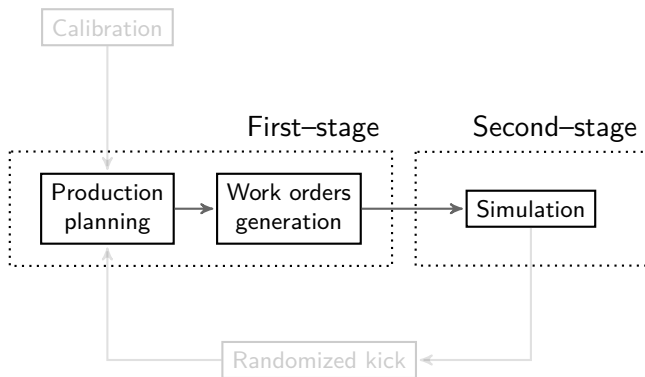 Calibration
First–stage
Second–stage
Production
planning
Work orders
generation
Simulation
Randomized kick